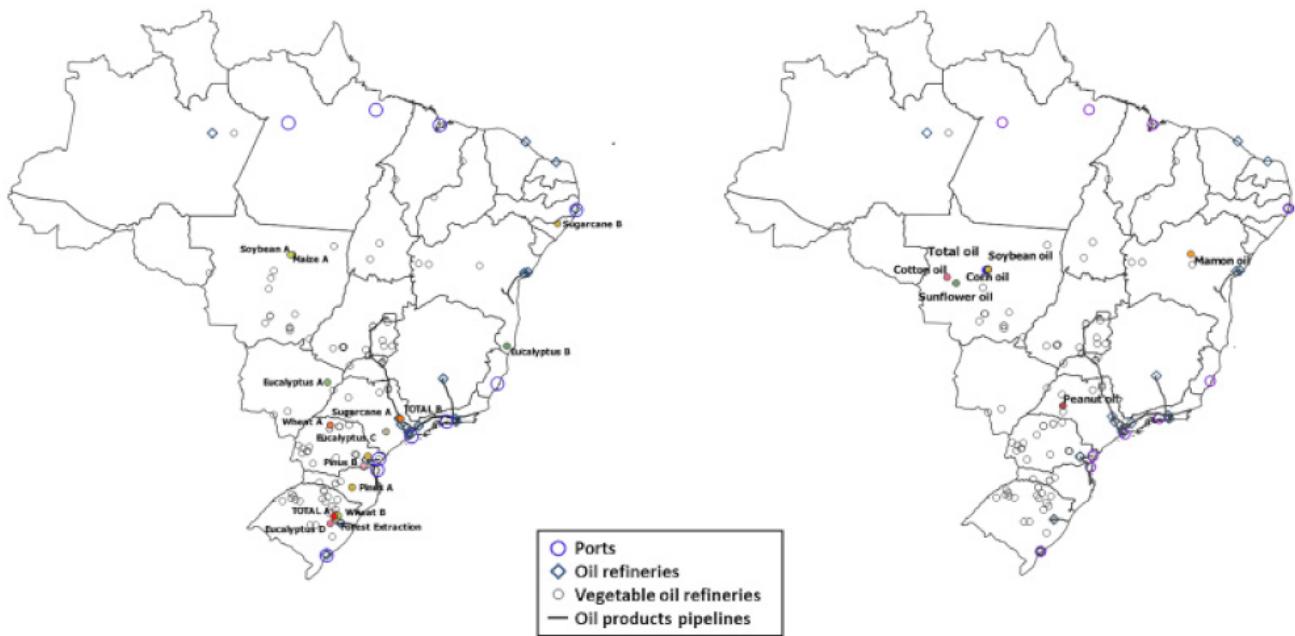 Sugarcane B
Soybean A
Maize A
Eucalyptus B
Eucalyptus A
Sugarcane A
TOTAL B
Wheat A
Eucalyptus C
Pinus B
Pinus A
TOTAL A
Wheat B
Eucalyptus D
Forest Extraction
Total oil
Soybean oil
Cotton oil
Corn oil
Mamon oil
Sunflower oil
Peanut oil
Ports
Oil refineries
Vegetable oil refineries
Oil products pipelines